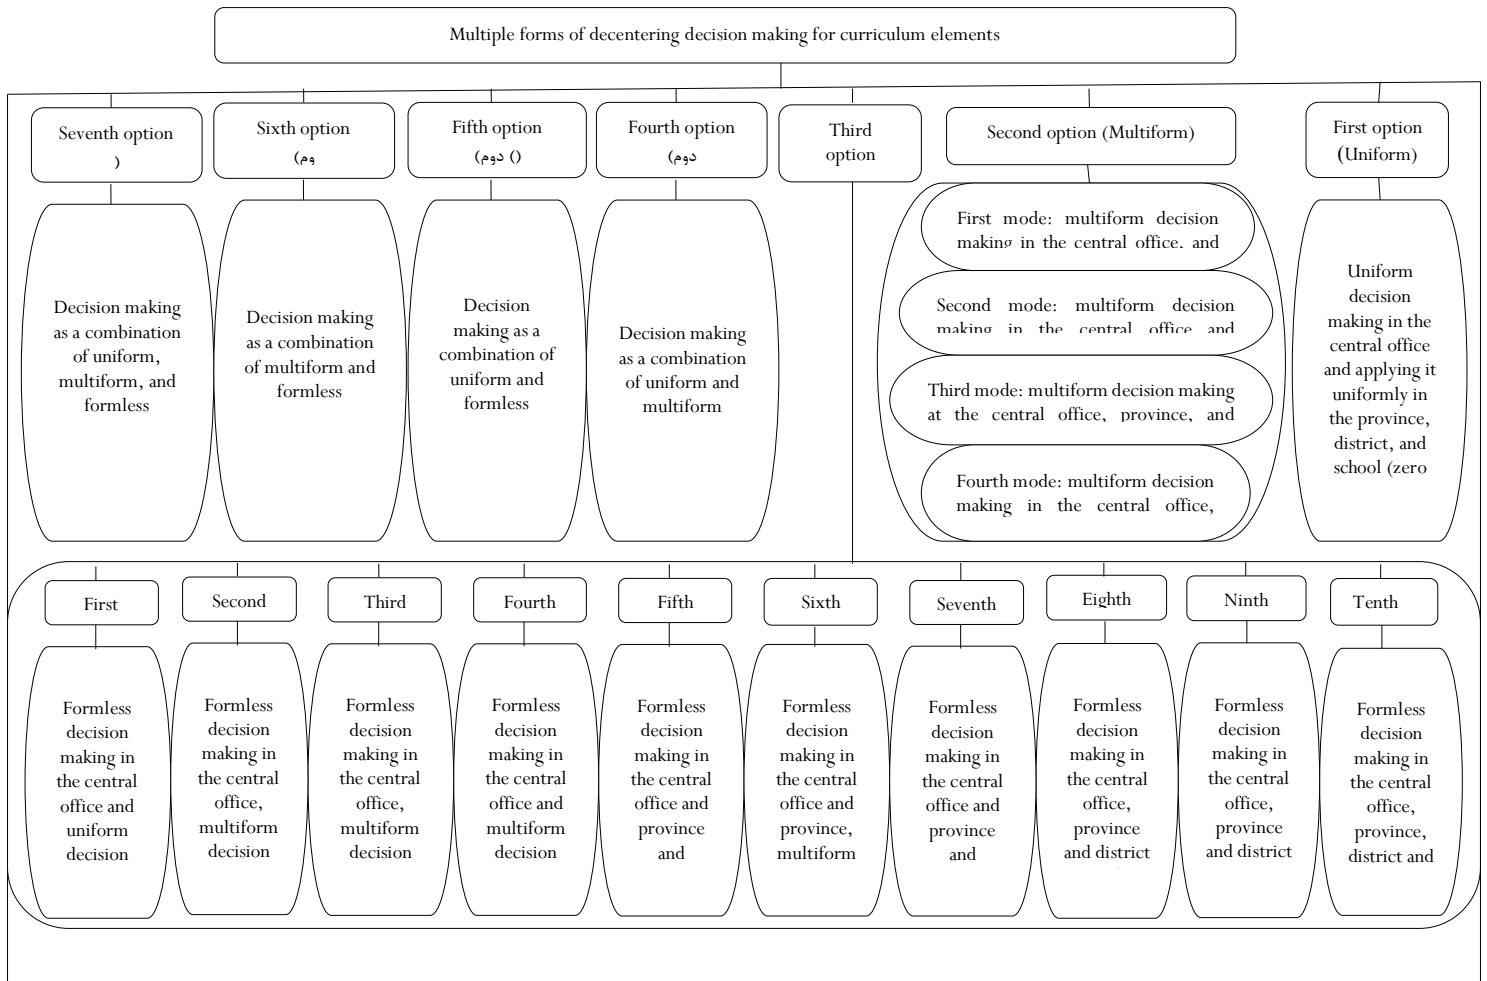 Multiple forms of decentering decision making for curriculum elements
Seventh option
)
Sixth option
وم)
Fifth option
() دوم)
Fourth option
دوم)
Third
option
Second option (Multiform)
First option
(Uniform)
Decision making
as a combination
of uniform,
multiform, and
formless
Decision making
as a combination
of multiform and
formless
Decision
making as a
combination of
uniform and
formless
Decision making
as a combination
of uniform and
multiform
First mode: multiform decision
making in the central office, and
Second mode: multiform decision
making in the central office and
Third mode: multiform decision making
at the central office, province, and
Fourth mode: multiform decision
making in the central office,
Uniform
decision
making in the
central office
and applying it
uniformly in
the province,
district, and
school (zero
First
Second
Third
Fourth
Fifth
Sixth
Seventh
Eighth
Ninth
Tenth
Formless
decision
making in
the central
office and
uniform
decision
Formless
decision
making in
the central
office,
multiform
decision
Formless
decision
making in
the central
office,
multiform
decision
Formless
decision
making in
the central
office and
multiform
decision
Formless
decision
making in
the central
office and
province
and
Formless
decision
making in
the central
office and
province,
multiform
Formless
decision
making in
the central
office and
province
and
Formless
decision
making in
the central
office,
province
and district
Formless
decision
making in
the central
office,
province
and district
Formless
decision
making in
the central
office,
province,
district and